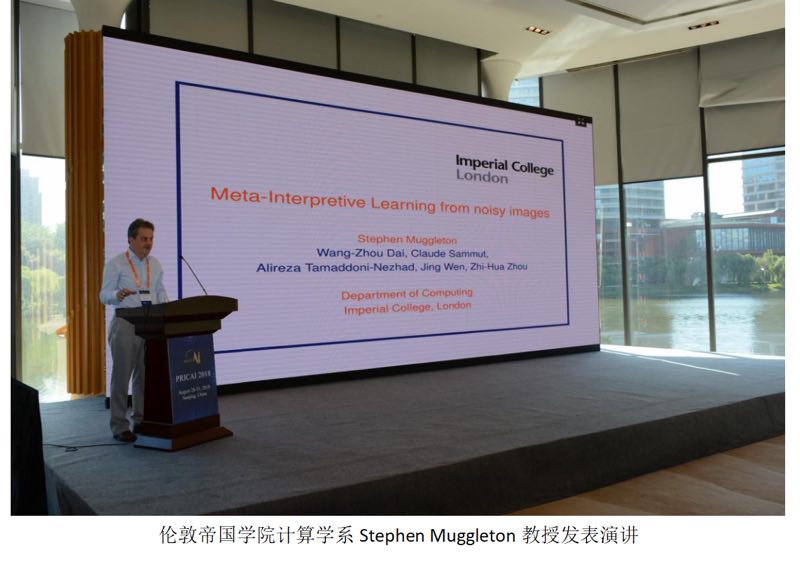 Imperial College
London
Meta-Interpretive Learning from noisy images
Stephen Muggleton
Wang-Zhou Dai, Claude Sammut,
Alireza Tamaddoni-Nezhad, Jing Wen, Zhi-Hua Zhou
Department of Computing
Imperial College, London
PRICAI 2018
August 28-31, 2018
Nanjing, China
伦敦帝国学院计算学系 Stephen Muggleton 教授发表演讲